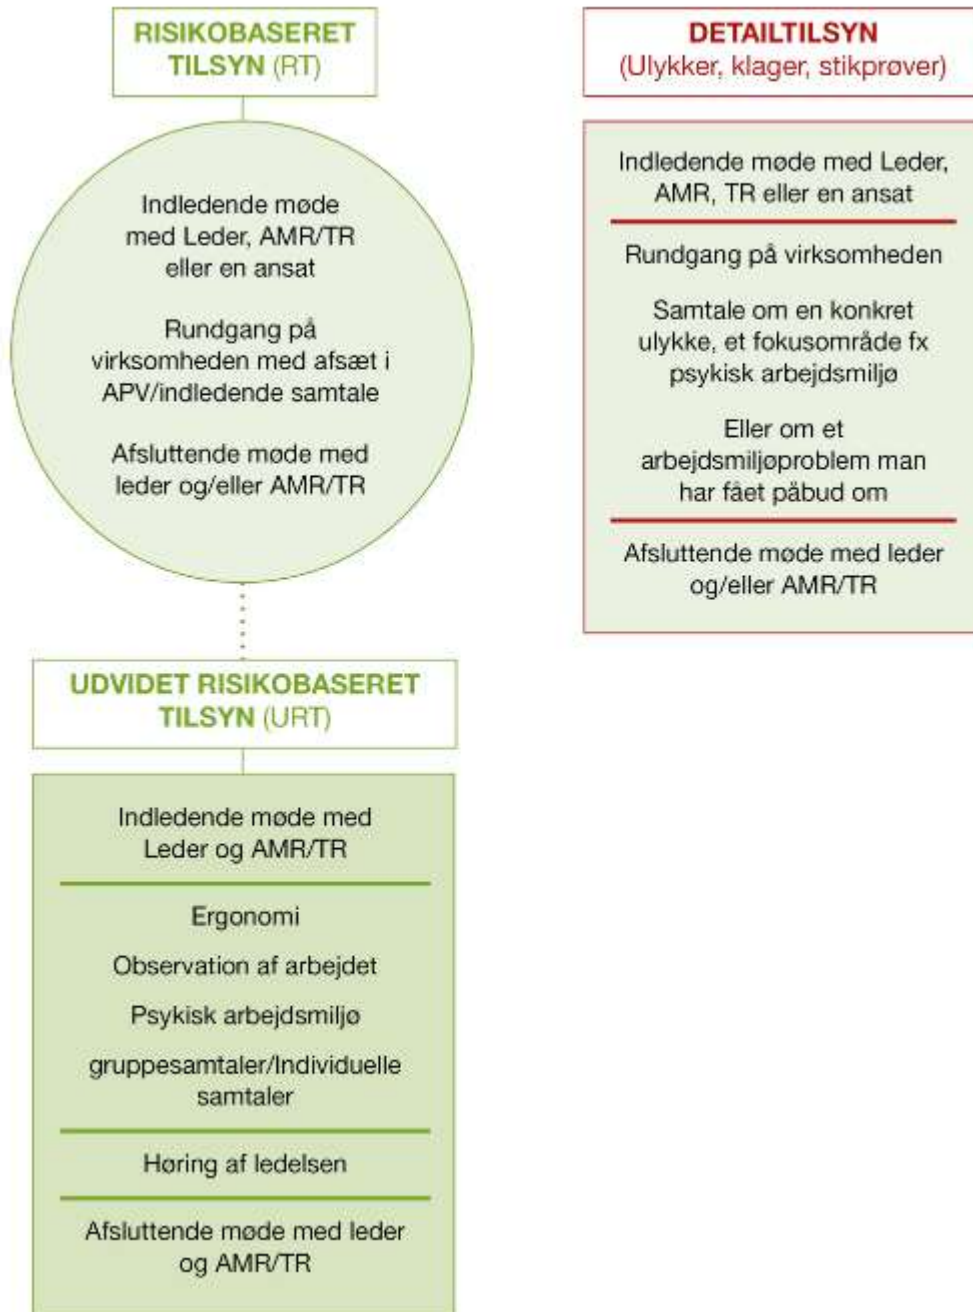 RISIKOBASERET
TILSYN (RT)
Indledende møde
med Leder, AMR/TR
eller en ansat
Rundgang på
virksomheden med afsæt i
APV/indledende samtale
Afsluttende møde med
leder og/eller AMR/TR
UDVIDET RISIKOBASERET
TILSYN (URT)
Indledende møde med
Leder og AMR/TR
Ergonomi
Observation af arbejdet
Psykisk arbejdsmiljø
gruppesamtaler/Individuelle
samtaler
Høring af ledelsen
Afsluttende møde med leder
og AMR/TR
DETAILTILSYN
(Ulykker, klager, stikprøver)
Indledende møde med Leder,
AMR, TR eller en ansat
Rundgang på virksomheden
Samtale om en konkret
ulykke, et fokusområde fx
psykisk arbejdsmiljø
Eller om et
arbejdsmiljøproblem man
har fået påbud om
Afsluttende møde med leder
og/eller AMR/TR